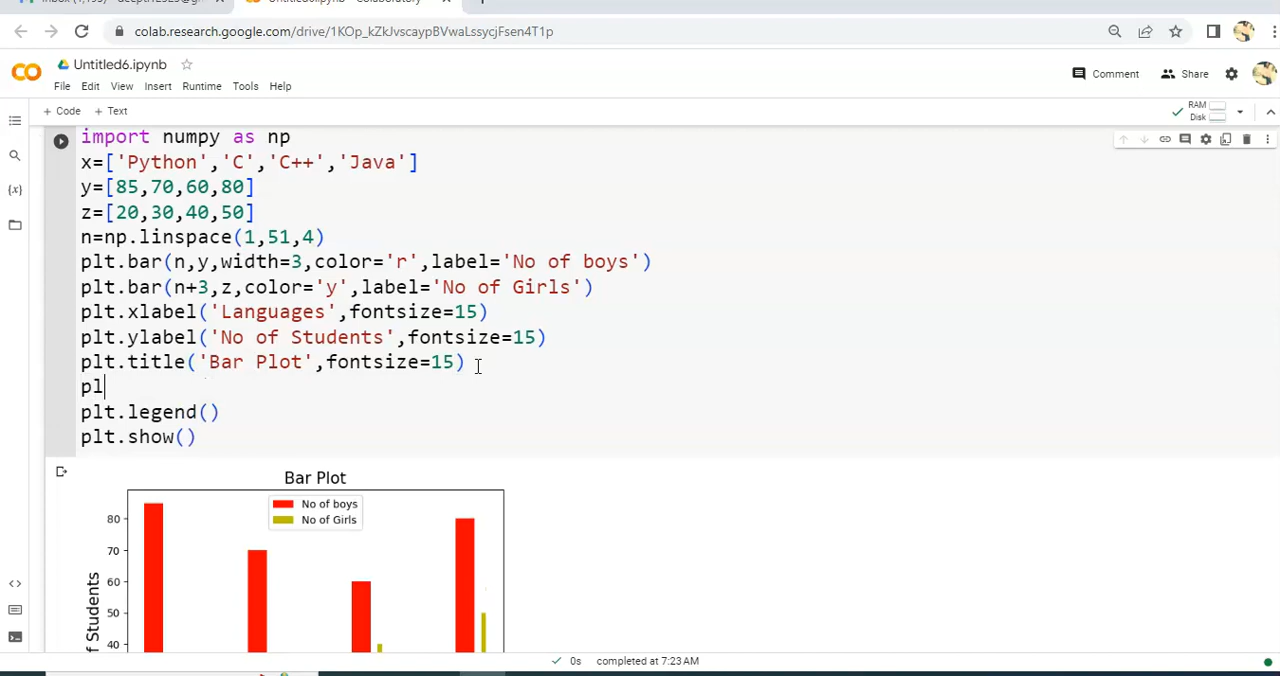 colab.research.google.com/drive/1KOp_kZkJvscaypBVwaLssycjFsen4T1p
Untitled6.ipynb
Comment
Share
File Edit View Insert Runtime Tools Help
+ Code + Text
RAM
Disk
import numpy as np
x=['Python','C','C++','Java']
y=[85,70,60,80]
z=[20,30,40,50]
n=np.linspace(1,51,4)
plt.bar(n,y,width=3,color='r',label='No of boys')
plt.bar(n+3,z,color='y',label='No of Girls')
plt.xlabel('Languages',fontsize=15)
plt.ylabel('No of Students',fontsize=15)
plt.title('Bar Plot',fontsize=15)
pl
plt.legend()
plt.show()
Bar Plot
No of boys
No of Girls
80
70
60
50
40
Students
0s completed at 7:23 AM